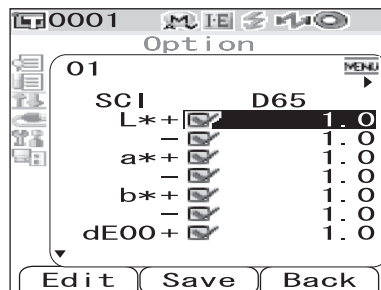 0001 M I·E
Option
01 MENU
SCI D65
L*+ 1.0
− 1.0
a*+ 1.0
− 1.0
b*+ 1.0
− 1.0
dE00+ 1.0
Edit Save Back